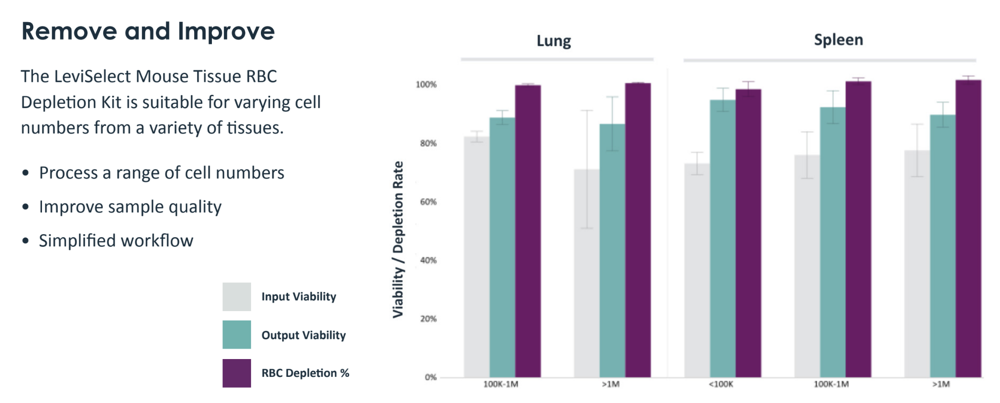 Remove and Improve
The LeviSelect Mouse Tissue RBC
Depletion Kit is suitable for varying cell
numbers from a variety of tissues.
• Process a range of cell numbers
• Improve sample quality
• Simplified workflow
Input Viability
Output Viability
RBC Depletion %
Lung
Spleen
Viability / Depletion Rate
100%
80%
60%
40%
20%
0%
100K-1M
>1M
<100K
100K-1M
>1M